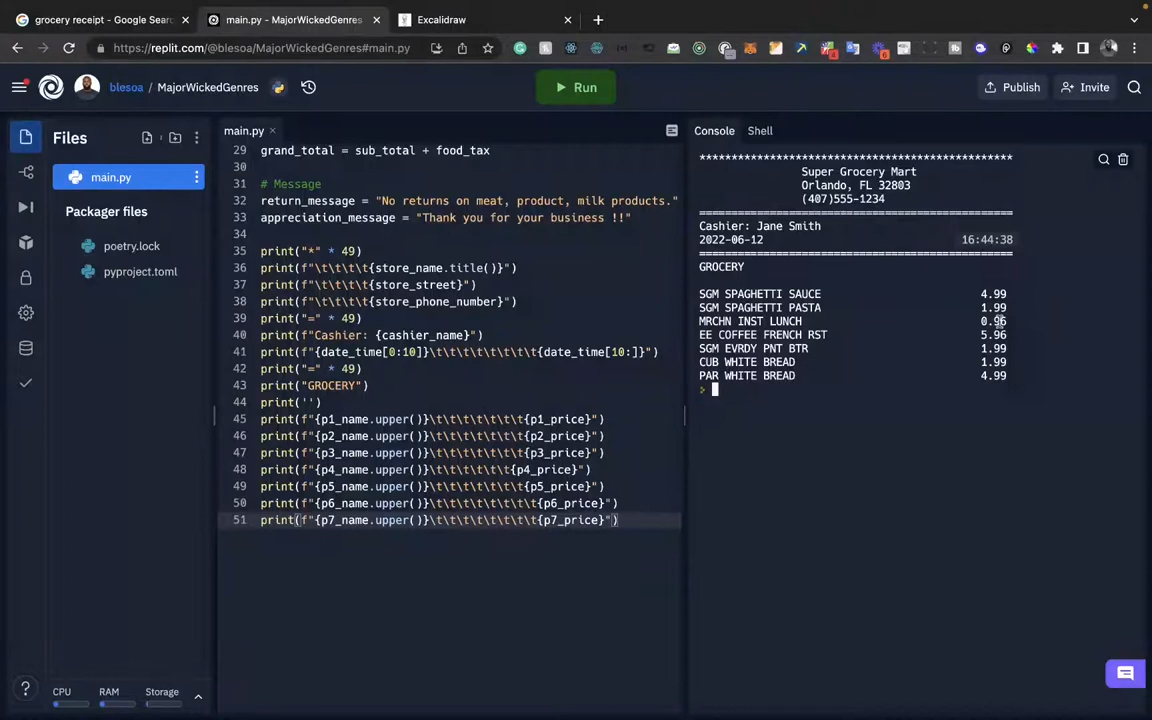 grocery receipt - Google Sear
main.py - MajorWickedGenres
Excalidraw
https://replit.com/@blesoa/MajorWickedGenres#main.py
blesoa / MajorWickedGenres
Run
Publish
Invite
Files
main.py
Packager files
poetry.lock
pyproject.toml
CPU
RAM
Storage
main.py
29 grand_total = sub_total + food_tax
30
31 # Message
32 return_message = "No returns on meat, product, milk products."
33 appreciation_message = "Thank you for your business !!"
34
35 print("*" * 49)
36 print(f"\t\t\t\t{store_name.title()}")
37 print(f"\t\t\t\t{store_street}")
38 print(f"\t\t\t\t{store_phone_number}")
39 print("=" * 49)
40 print(f"Cashier: {cashier_name}")
41 print(f"{date_time[0:10]}\t\t\t\t\t\t\t\t{date_time[10:]}")
42 print("=" * 49)
43 print("GROCERY")
44 print('')
45 print(f"{p1_name.upper()}\t\t\t\t\t\t\t{p1_price}")
46 print(f"{p2_name.upper()}\t\t\t\t\t\t\t{p2_price}")
47 print(f"{p3_name.upper()}\t\t\t\t\t\t\t{p3_price}")
48 print(f"{p4_name.upper()}\t\t\t\t\t\t{p4_price}")
49 print(f"{p5_name.upper()}\t\t\t\t\t\t\t{p5_price}")
50 print(f"{p6_name.upper()}\t\t\t\t\t\t\t\t{p6_price}")
51 print(f"{p7_name.upper()}\t\t\t\t\t\t\t\t{p7_price}")
Console
Shell
*************************************************
Super Grocery Mart
Orlando, FL 32803
(407)555-1234
=================================================
Cashier: Jane Smith
2022-06-12 16:44:38
=================================================
GROCERY
SGM SPAGHETTI SAUCE 4.99
SGM SPAGHETTI PASTA 1.99
MRCHN INST LUNCH 0.96
EE COFFEE FRENCH RST 5.96
SGM EVRDY PNT BTR 1.99
CUB WHITE BREAD 1.99
PAR WHITE BREAD 4.99
>